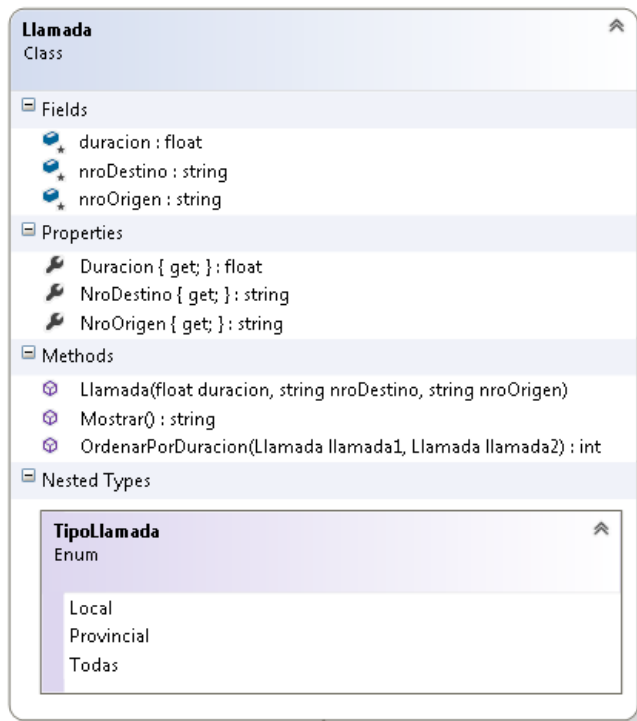 Llamada
Class
Fields
duracion : float
nroDestino : string
nroOrigen : string
Properties
Duracion { get; } : float
NroDestino { get; } : string
NroOrigen { get; } : string
Methods
Llamada(float duracion, string nroDestino, string nroOrigen)
Mostrar() : string
OrdenarPorDuracion(Llamada llamada1, Llamada llamada2) : int
Nested Types
TipoLlamada
Enum
Local
Provincial
Todas